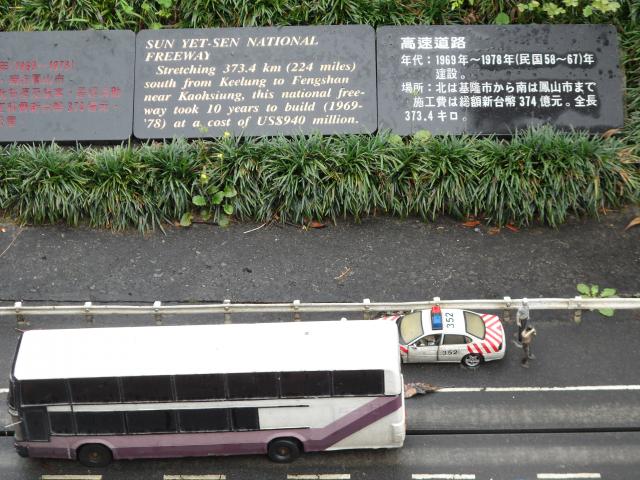 SUN YET-SEN NATIONAL
FREEWAY
Stretching 373.4 km (224 miles)
south from Keelung to Fengshan
near Kaohsiung, this national free-
way took 10 years to build (1969-
'78) at a cost of US$940 million.
高速道路
年代：1969年～1978年(民国58～67)年
建設。
場所：北は基隆市から南は鳳山市まで
施工費は総額新台幣374億元。全長
373.4キロ。
352
352
352